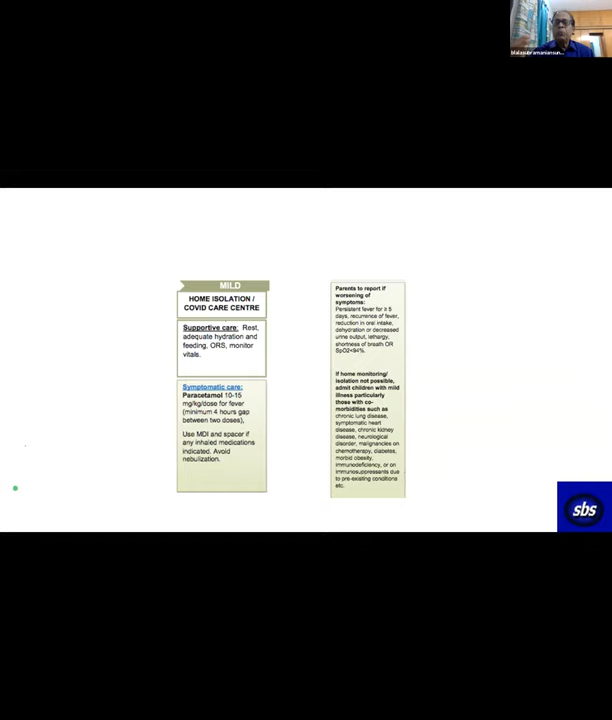 blalasubramaniansun...
MILD
HOME ISOLATION /
COVID CARE CENTRE
Supportive care: Rest,
adequate hydration and
feeding, ORS, monitor
vitals.
Symptomatic care:
Paracetamol 10-15
mg/kg/dose for fever
(minimum 4 hours gap
between two doses),
Use MDI and spacer if
any inhaled medications
indicated. Avoid
nebulization.
Parents to report if
worsening of
symptoms:
Persistent fever for ≥ 5
days, recurrence of fever,
reduction in oral intake,
dehydration or decreased
urine output, lethargy,
shortness of breath OR
SpO2<94%.
If home monitoring/
isolation not possible,
admit children with mild
illness particularly
those with co-
morbidities such as
chronic lung disease,
symptomatic heart
disease, chronic kidney
disease, neurological
disorder, malignancies on
chemotherapy, diabetes,
morbid obesity,
immunodeficiency, or on
immunosuppressants due
to pre-existing conditions
etc.
sbs